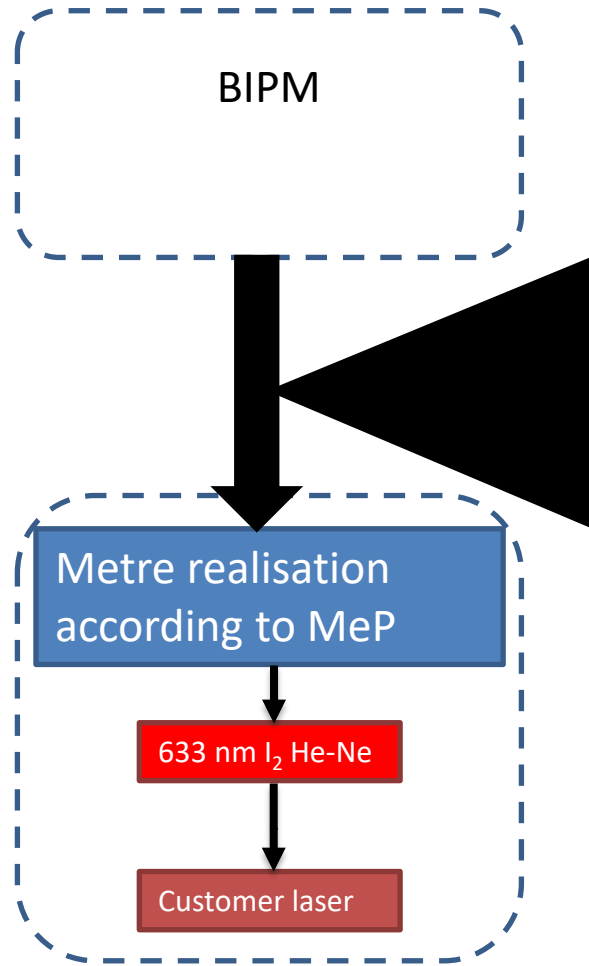 BIPM
Metre realisation
according to MeP
633 nm I₂ He-Ne
Customer laser